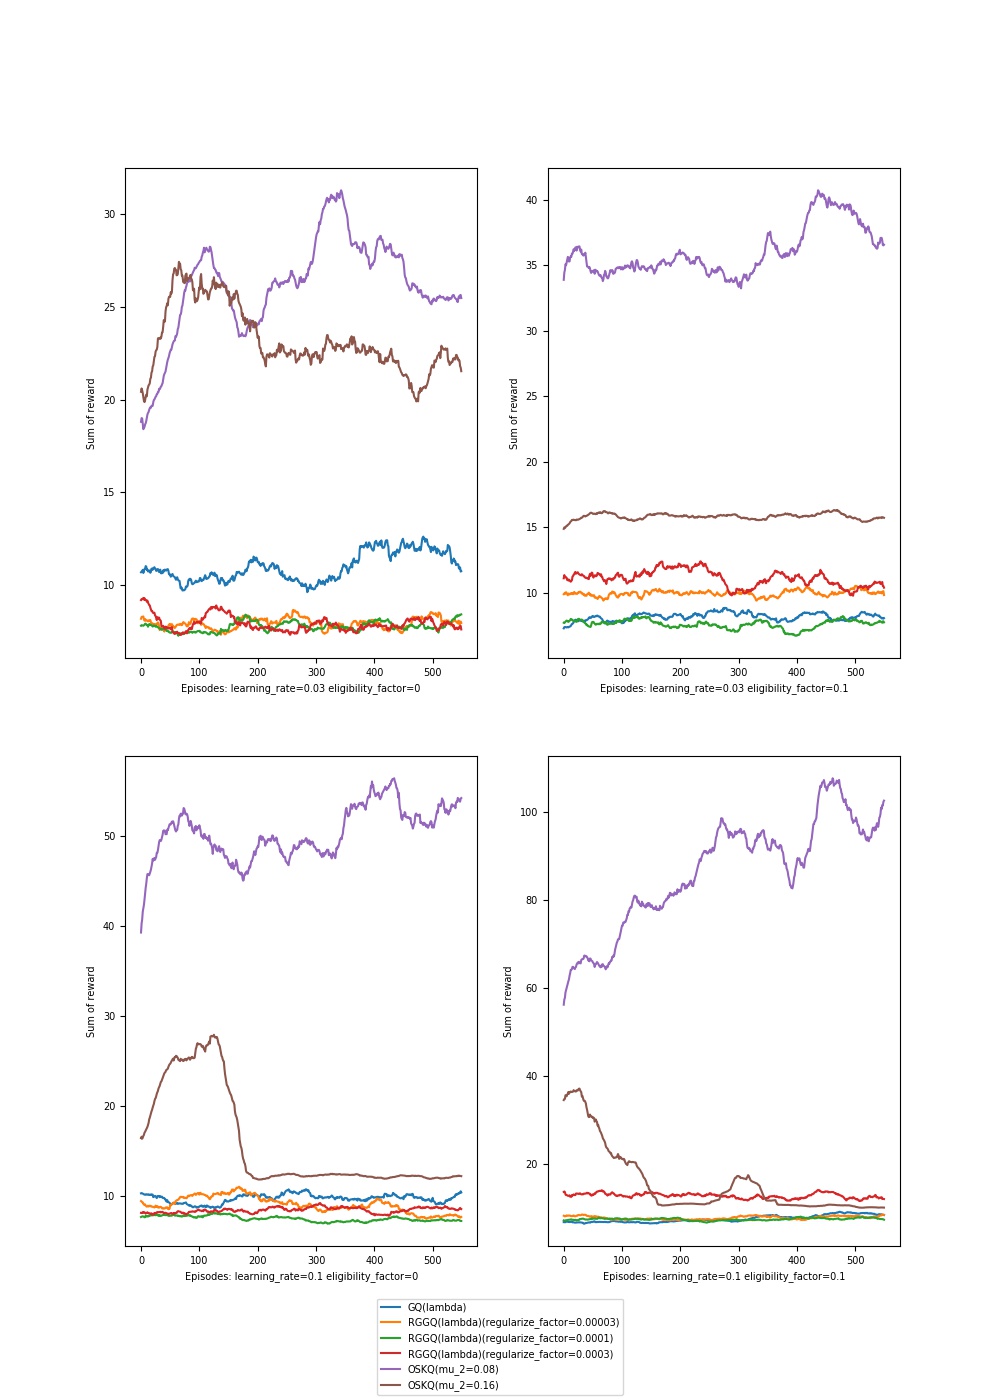 30
25
20
15
10
Sum of reward
0 100 200 300 400 500
Episodes: learning_rate=0.03 eligibility_factor=0
40
35
30
25
20
15
10
Sum of reward
0 100 200 300 400 500
Episodes: learning_rate=0.03 eligibility_factor=0.1
50
40
30
20
10
Sum of reward
0 100 200 300 400 500
Episodes: learning_rate=0.1 eligibility_factor=0
100
80
60
40
20
Sum of reward
0 100 200 300 400 500
Episodes: learning_rate=0.1 eligibility_factor=0.1
GQ(lambda)
RGGQ(lambda)(regularize_factor=0.00003)
RGGQ(lambda)(regularize_factor=0.0001)
RGGQ(lambda)(regularize_factor=0.0003)
OSKQ(mu_2=0.08)
OSKQ(mu_2=0.16)